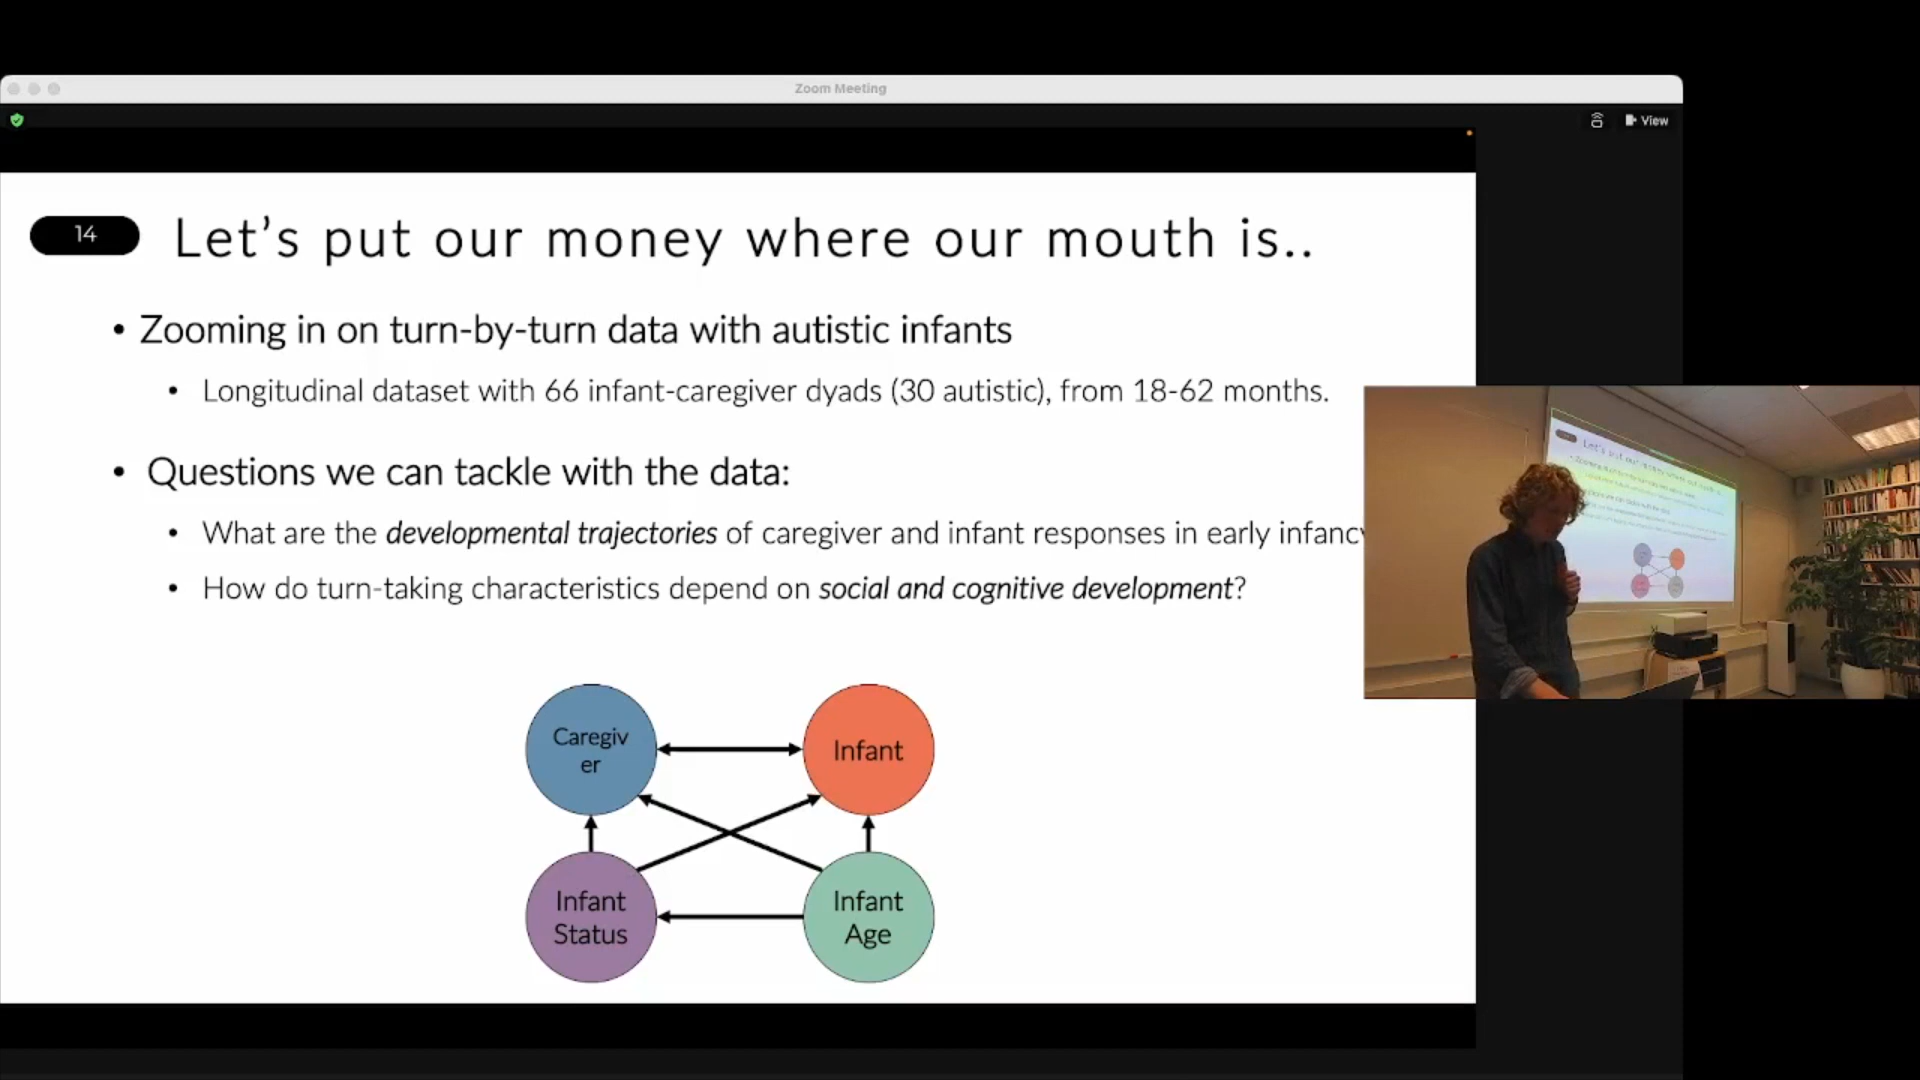 Zoom Meeting
View
14
Let's put our money where our mouth is..
• Zooming in on turn-by-turn data with autistic infants
• Longitudinal dataset with 66 infant-caregiver dyads (30 autistic), from 18-62 months.
• Questions we can tackle with the data:
• What are the developmental trajectories of caregiver and infant responses in early
• How do turn-taking characteristics depend on social and cognitive development?
Caregiv
er
Infant
Infant
Status
Infant
Age